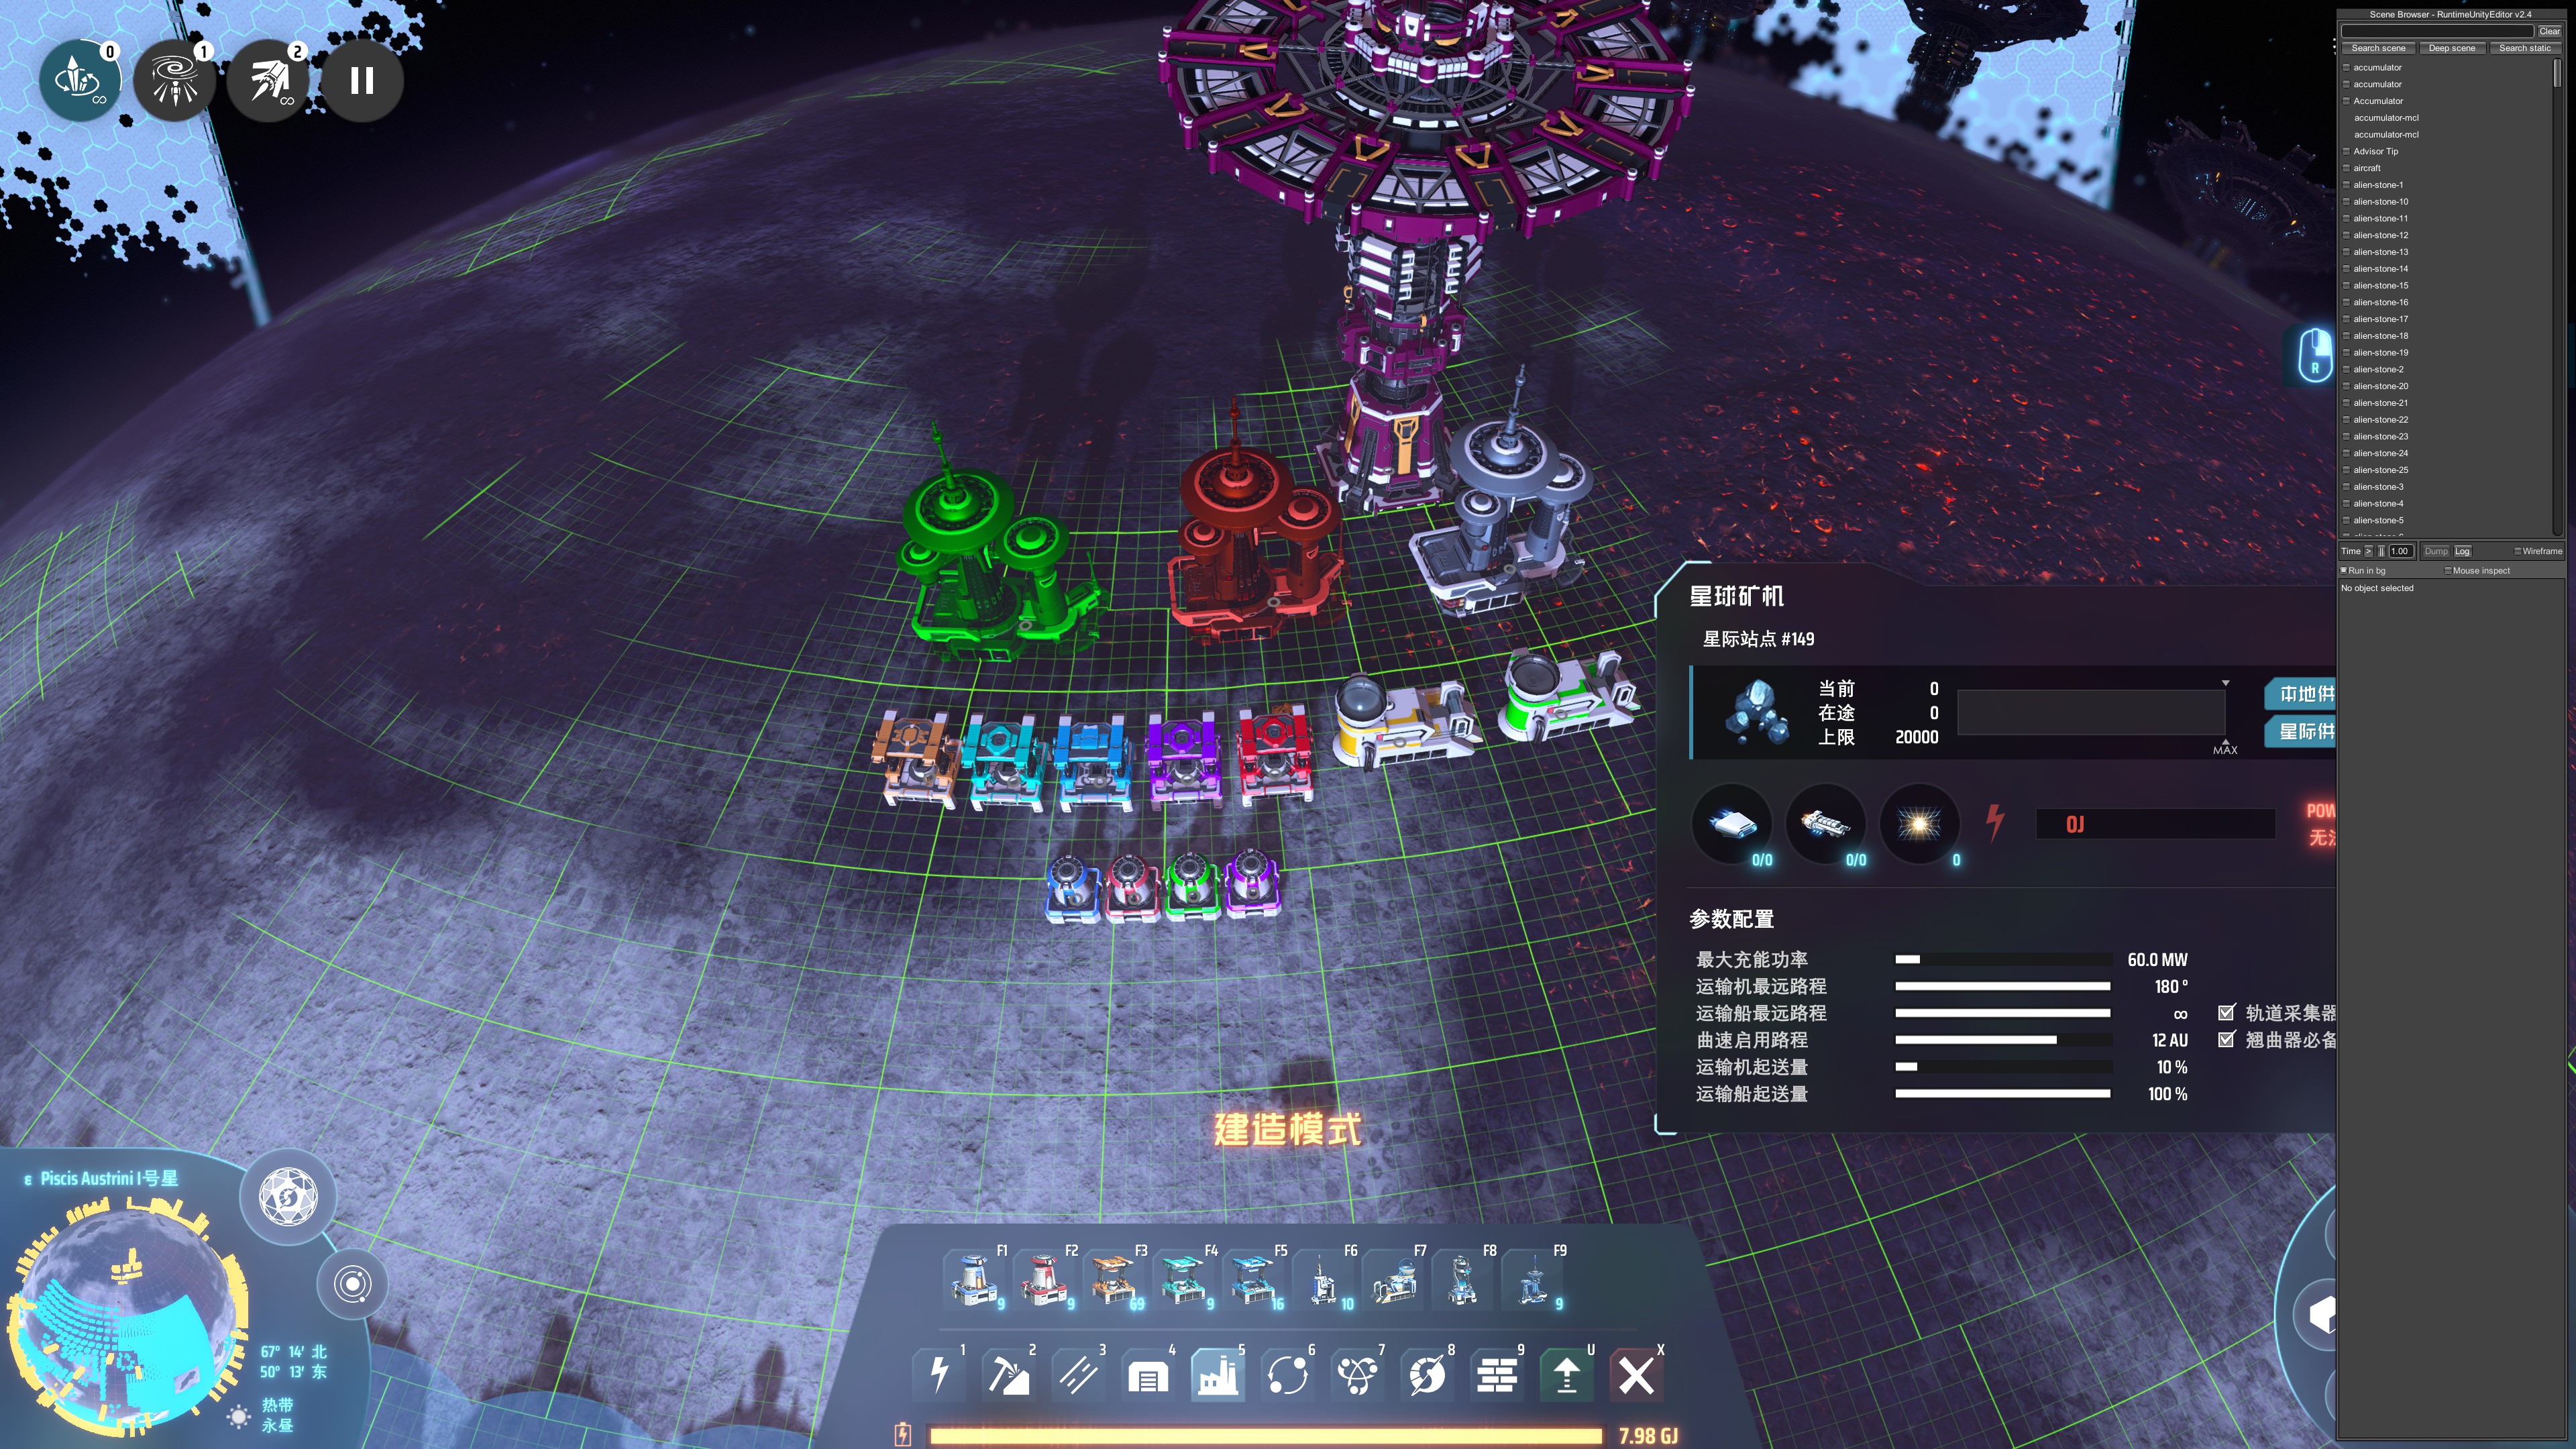 0
1
2
Scene Browser - RuntimeUnityEditor v2.4
Clear
Search scene
Deep scene
Search static
accumulator
accumulator
Accumulator
accumulator-mcl
accumulator-mcl
Advisor Tip
aircraft
alien-stone-1
alien-stone-10
alien-stone-11
alien-stone-12
alien-stone-13
alien-stone-14
alien-stone-15
alien-stone-16
alien-stone-17
alien-stone-18
alien-stone-19
alien-stone-2
alien-stone-20
alien-stone-21
alien-stone-22
alien-stone-23
alien-stone-24
alien-stone-25
alien-stone-3
alien-stone-4
alien-stone-5
Time > || 1.00 Dump Log Wireframe
Run in bg Mouse inspect
No object selected
R
星球矿机
星际站点 #149
当前 0
在途 0
上限 20000
MAX
本地供
星际供
0/0
0/0
0
0J
POW
无法
参数配置
最大充能功率 60.0 MW
运输机最远路程 180 °
运输船最远路程 ∞ 轨道采集器
曲速启用路程 12 AU 翘曲器必备
运输机起送量 10 %
运输船起送量 100 %
建造模式
ε Piscis Austrini I号星
67° 14′ 北
50° 13′ 东
热带
永昼
F1 F2 F3 F4 F5 F6 F7 F8 F9
9 9 69 9 16 10 9
1 2 3 4 5 6 7 8 9 U X
7.98 GJ